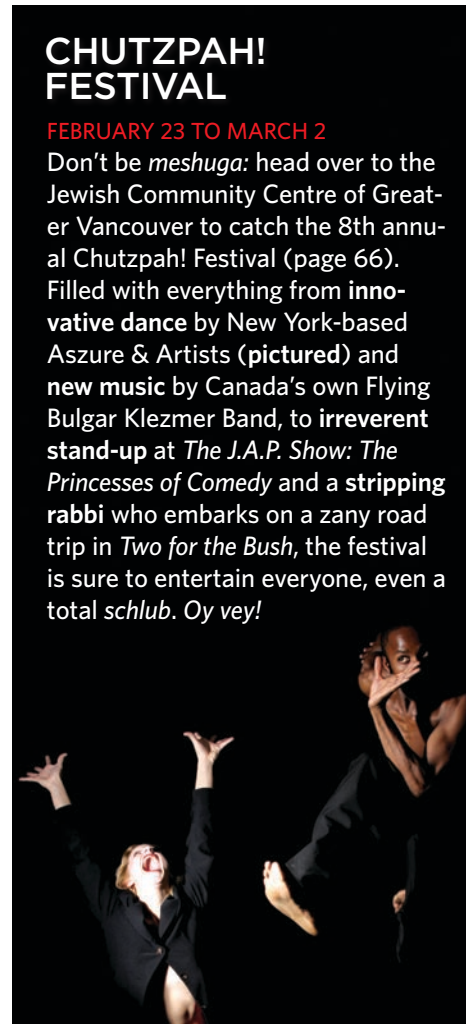 CHUTZPAH!
FESTIVAL
FEBRUARY 23 TO MARCH 2
Don’t be meshuga: head over to the
Jewish Community Centre of Great-
er Vancouver to catch the 8th annu-
al Chutzpah! Festival (page 66).
Filled with everything from inno-
vative dance by New York-based
Aszure & Artists (pictured) and
new music by Canada’s own Flying
Bulgar Klezmer Band, to irreverent
stand-up at The J.A.P. Show: The
Princesses of Comedy and a stripping
rabbi who embarks on a zany road
trip in Two for the Bush, the festival
is sure to entertain everyone, even a
total schlub. Oy vey!